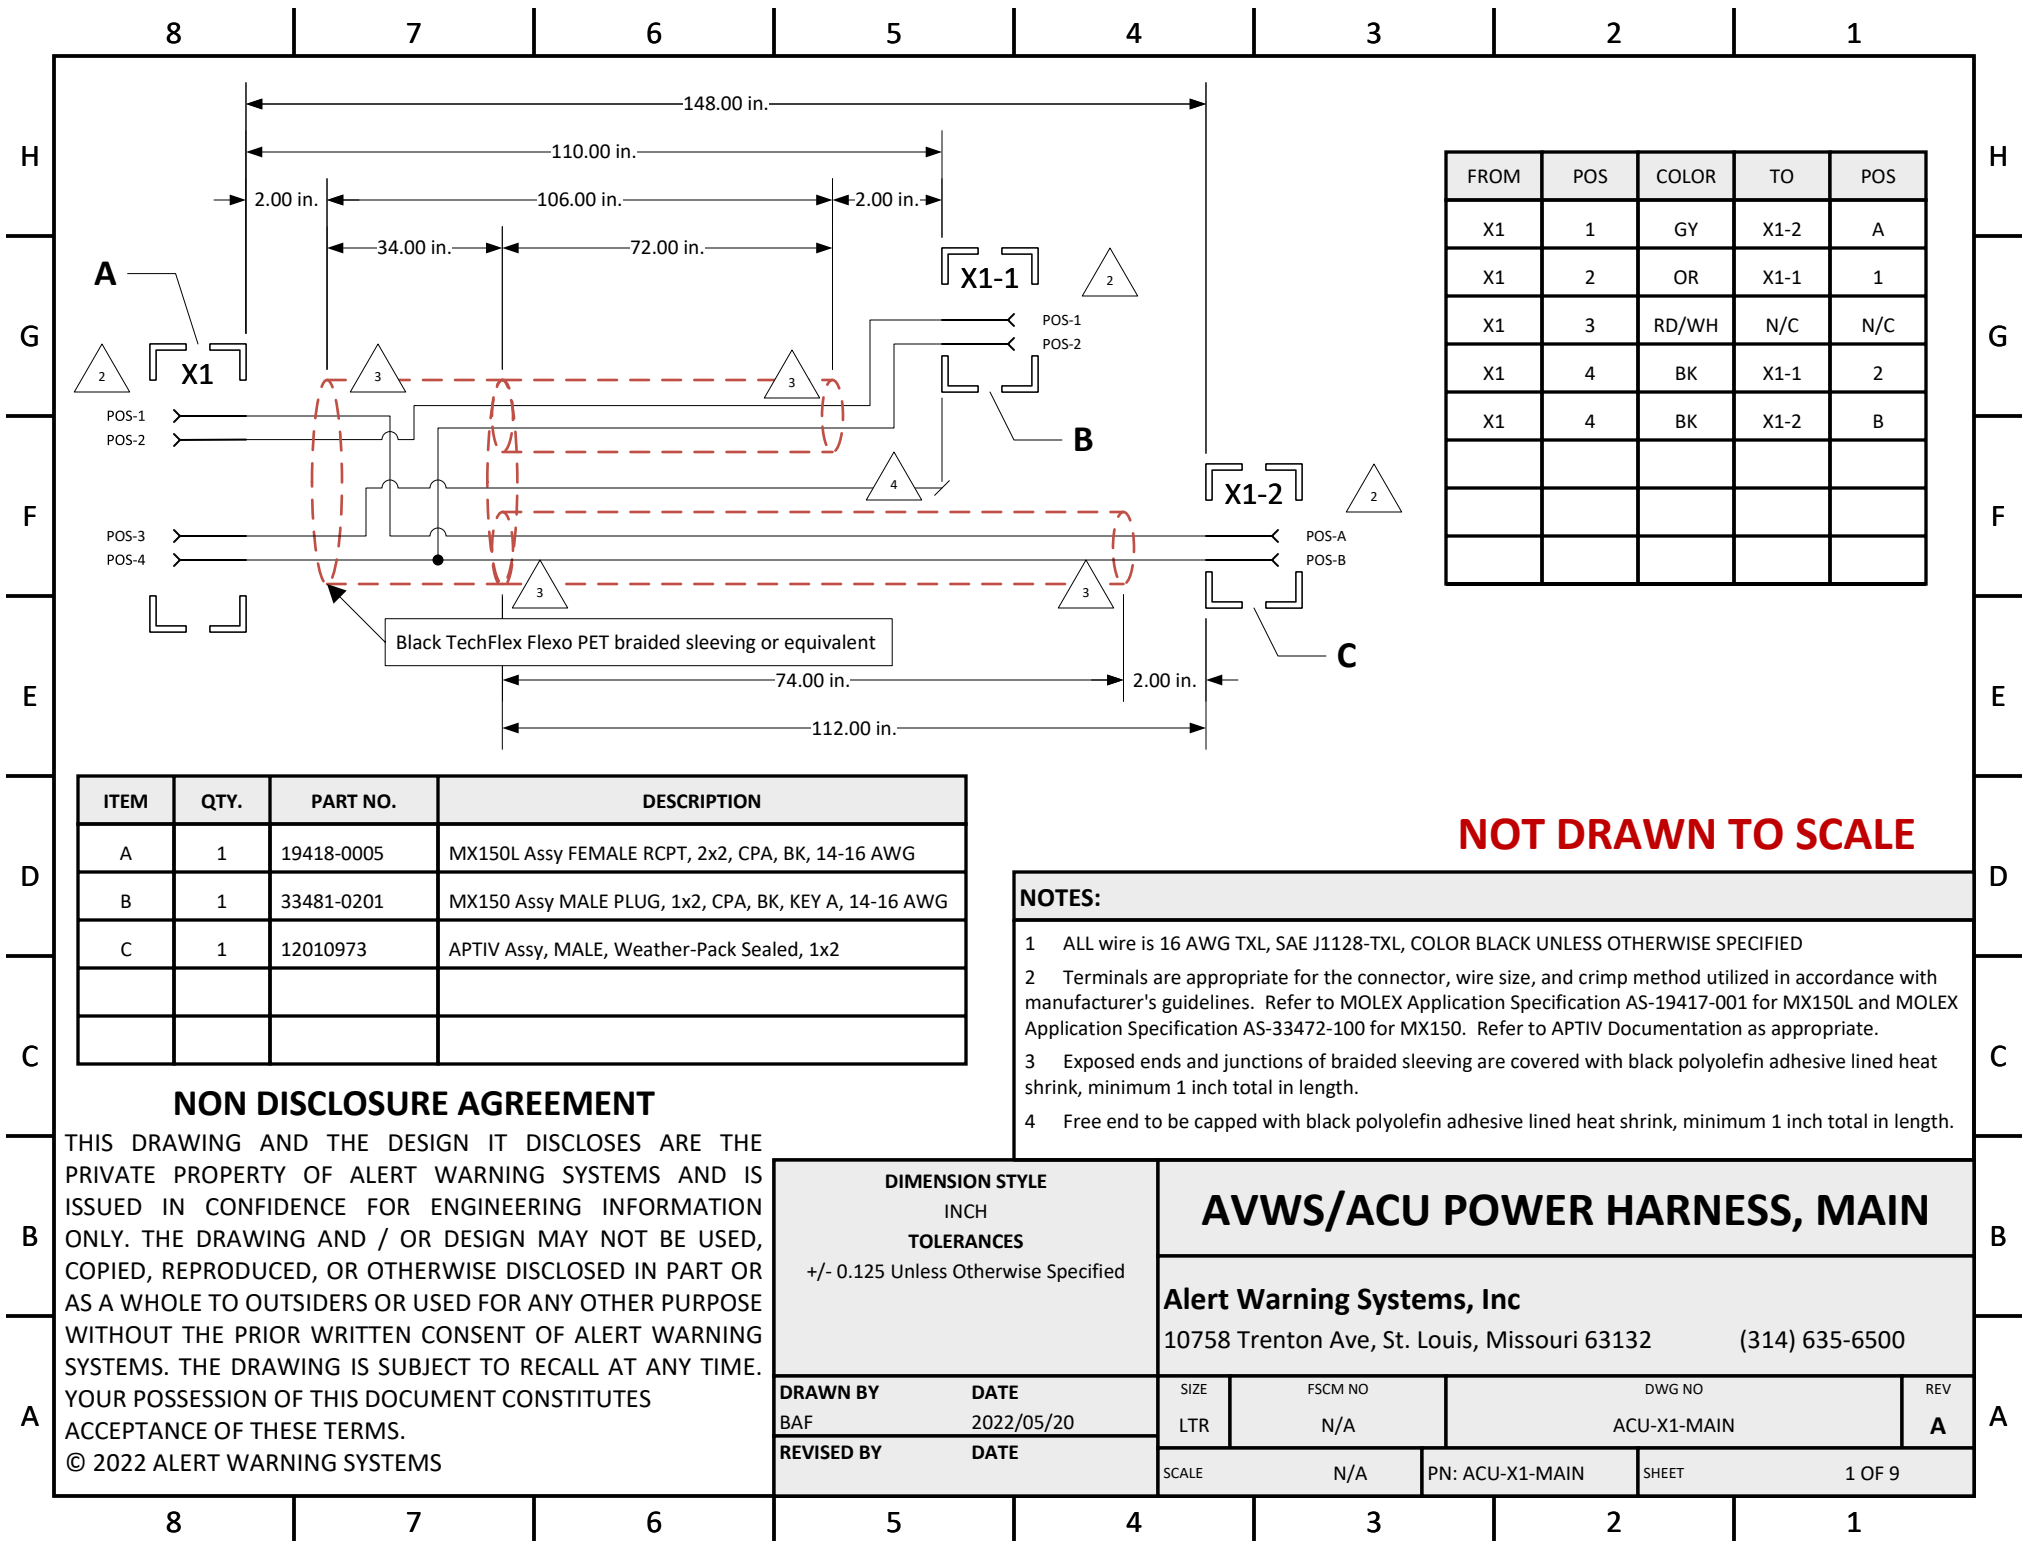 8 7 6 5 4 3 2 1
H H
G G
F F
E E
D D
C C
B B
A A
148.00 in.
110.00 in.
2.00 in. 106.00 in. 2.00 in.
34.00 in. 72.00 in.
A
X1-1
2
POS-1
POS-2
2
X1
3
3
POS-1
POS-2
B
4
X1-2
2
POS-3
POS-4
POS-A
POS-B
3
3
Black TechFlex Flexo PET braided sleeving or equivalent
C
74.00 in. 2.00 in.
112.00 in.
FROM POS COLOR TO POS
X1 1 GY X1-2 A
X1 2 OR X1-1 1
X1 3 RD/WH N/C N/C
X1 4 BK X1-1 2
X1 4 BK X1-2 B
ITEM QTY. PART NO. DESCRIPTION
A 1 19418-0005 MX150L Assy FEMALE RCPT, 2x2, CPA, BK, 14-16 AWG
B 1 33481-0201 MX150 Assy MALE PLUG, 1x2, CPA, BK, KEY A, 14-16 AWG
C 1 12010973 APTIV Assy, MALE, Weather-Pack Sealed, 1x2
NOT DRAWN TO SCALE
NOTES:
1 ALL wire is 16 AWG TXL, SAE J1128-TXL, COLOR BLACK UNLESS OTHERWISE SPECIFIED
2 Terminals are appropriate for the connector, wire size, and crimp method utilized in accordance with
manufacturer's guidelines. Refer to MOLEX Application Specification AS-19417-001 for MX150L and MOLEX
Application Specification AS-33472-100 for MX150. Refer to APTIV Documentation as appropriate.
3 Exposed ends and junctions of braided sleeving are covered with black polyolefin adhesive lined heat
shrink, minimum 1 inch total in length.
4 Free end to be capped with black polyolefin adhesive lined heat shrink, minimum 1 inch total in length.
NON DISCLOSURE AGREEMENT
THIS DRAWING AND THE DESIGN IT DISCLOSES ARE THE
PRIVATE PROPERTY OF ALERT WARNING SYSTEMS AND IS
ISSUED IN CONFIDENCE FOR ENGINEERING INFORMATION
ONLY. THE DRAWING AND / OR DESIGN MAY NOT BE USED,
COPIED, REPRODUCED, OR OTHERWISE DISCLOSED IN PART OR
AS A WHOLE TO OUTSIDERS OR USED FOR ANY OTHER PURPOSE
WITHOUT THE PRIOR WRITTEN CONSENT OF ALERT WARNING
SYSTEMS. THE DRAWING IS SUBJECT TO RECALL AT ANY TIME.
YOUR POSSESSION OF THIS DOCUMENT CONSTITUTES
ACCEPTANCE OF THESE TERMS.
© 2022 ALERT WARNING SYSTEMS
DIMENSION STYLE
INCH
TOLERANCES
+/- 0.125 Unless Otherwise Specified
DRAWN BY DATE
BAF 2022/05/20
REVISED BY DATE
AVWS/ACU POWER HARNESS, MAIN
Alert Warning Systems, Inc
10758 Trenton Ave, St. Louis, Missouri 63132 (314) 635-6500
SIZE FSCM NO DWG NO REV
LTR N/A ACU-X1-MAIN A
SCALE N/A PN: ACU-X1-MAIN SHEET 1 OF 9
8 7 6 5 4 3 2 1